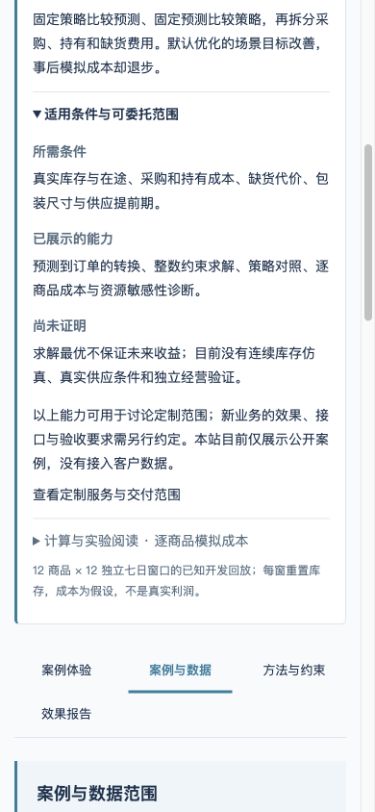 固定策略比较预测、固定预测比较策略，再拆分采
购、持有和缺货费用。默认优化的场景目标改善，
事后模拟成本却退步。
▼适用条件与可委托范围
所需条件
真实库存与在途、采购和持有成本、缺货代价、包
装尺寸与供应提前期。
已展示的能力
预测到订单的转换、整数约束求解、策略对照、逐
商品成本与资源敏感性诊断。
尚未证明
求解最优不保证未来收益；目前没有连续库存仿
真、真实供应条件和独立经营验证。
以上能力可用于讨论定制范围；新业务的效果、接
口与验收要求需另行约定。本站目前仅展示公开案
例，没有接入客户数据。
查看定制服务与交付范围
▶计算与实验阅读 · 逐商品模拟成本
12 商品 × 12 独立七日窗口的已知开发回放；每窗重置库
存，成本为假设，不是真实利润。
案例体验 案例与数据 方法与约束
效果报告
案例与数据范围